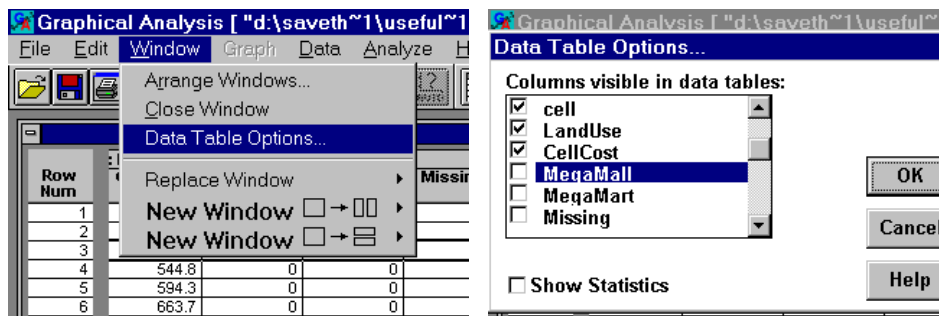 Graphical Analysis [ "d:\saveth~1\useful~1
File Edit Window Graph Data Analyze H
Arrange Windows...
Close Window
Data Table Options...
Replace Window
New Window
New Window
Row Num
Missin
1
2
3
4 544.8 0 0
5 594.3 0 0
6 663.7 0 0
Graphical Analysis [ "d:\saveth~1\useful~
Data Table Options...
Columns visible in data tables:
cell
LandUse
CellCost
MegaMall
MegaMart
Missing
OK
Cancel
Help
Show Statistics